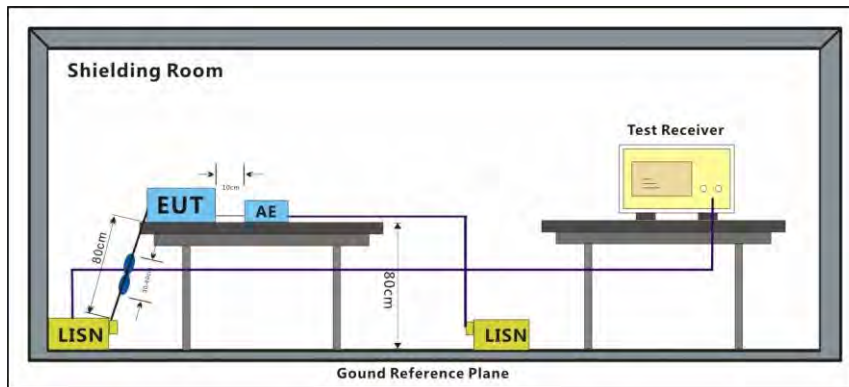 Shielding Room
Test Receiver
10cm
EUT
AE
80cm
80cm
LISN
LISN
Gound Reference Plane